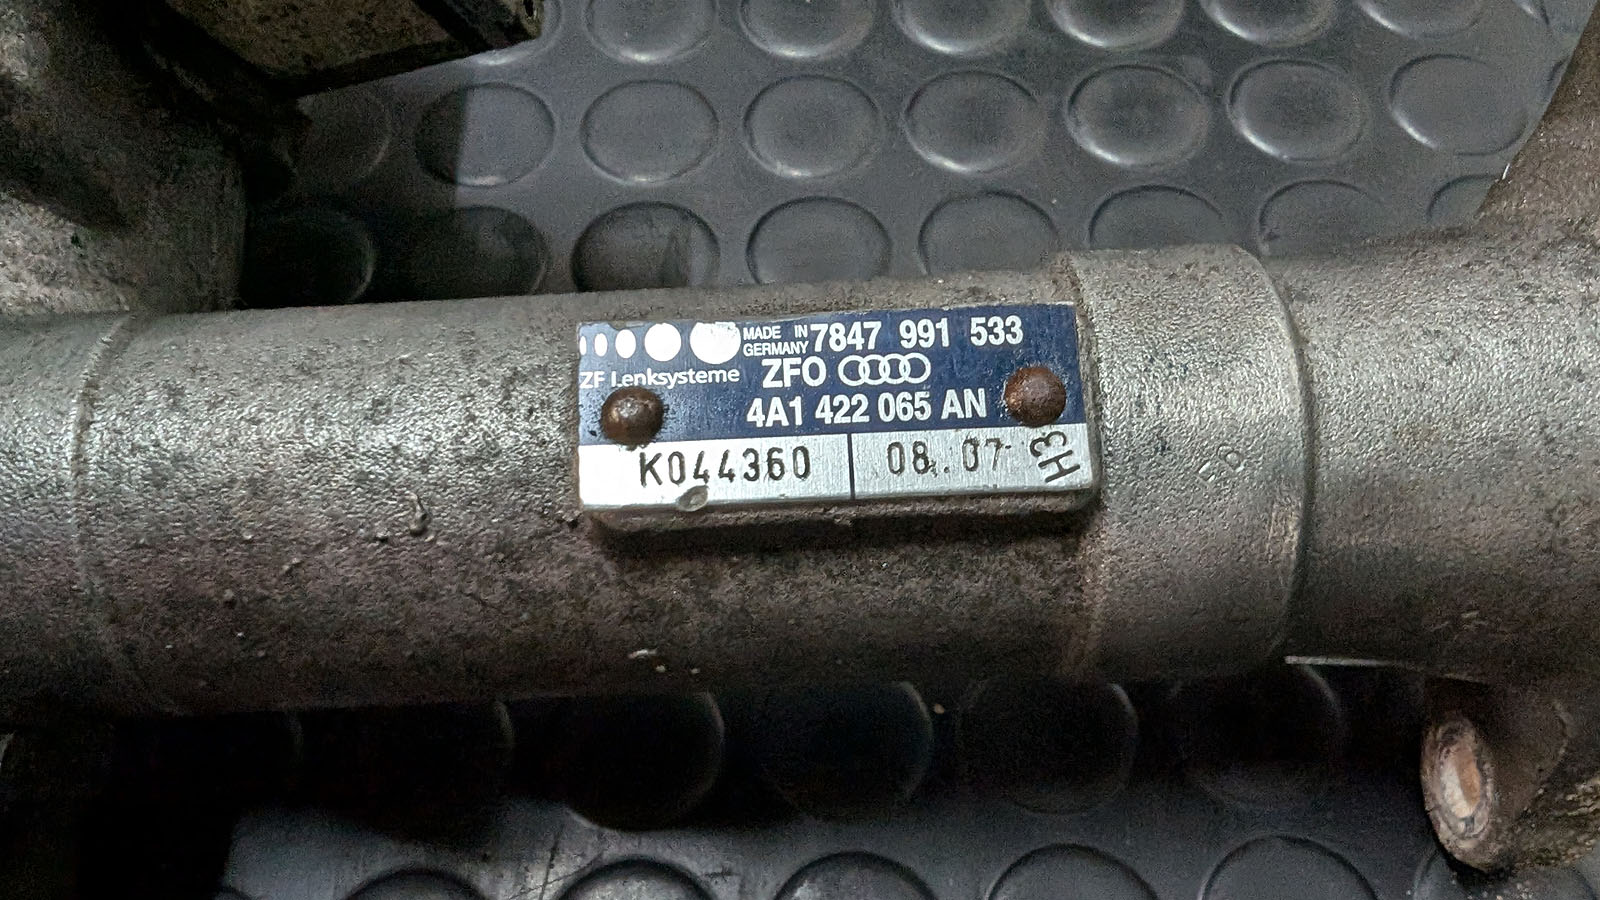 MADE IN
GERMANY
7847 991 533
ZF Lenksysteme
ZFO
4A1 422 065 AN
K044360
08.07
H3